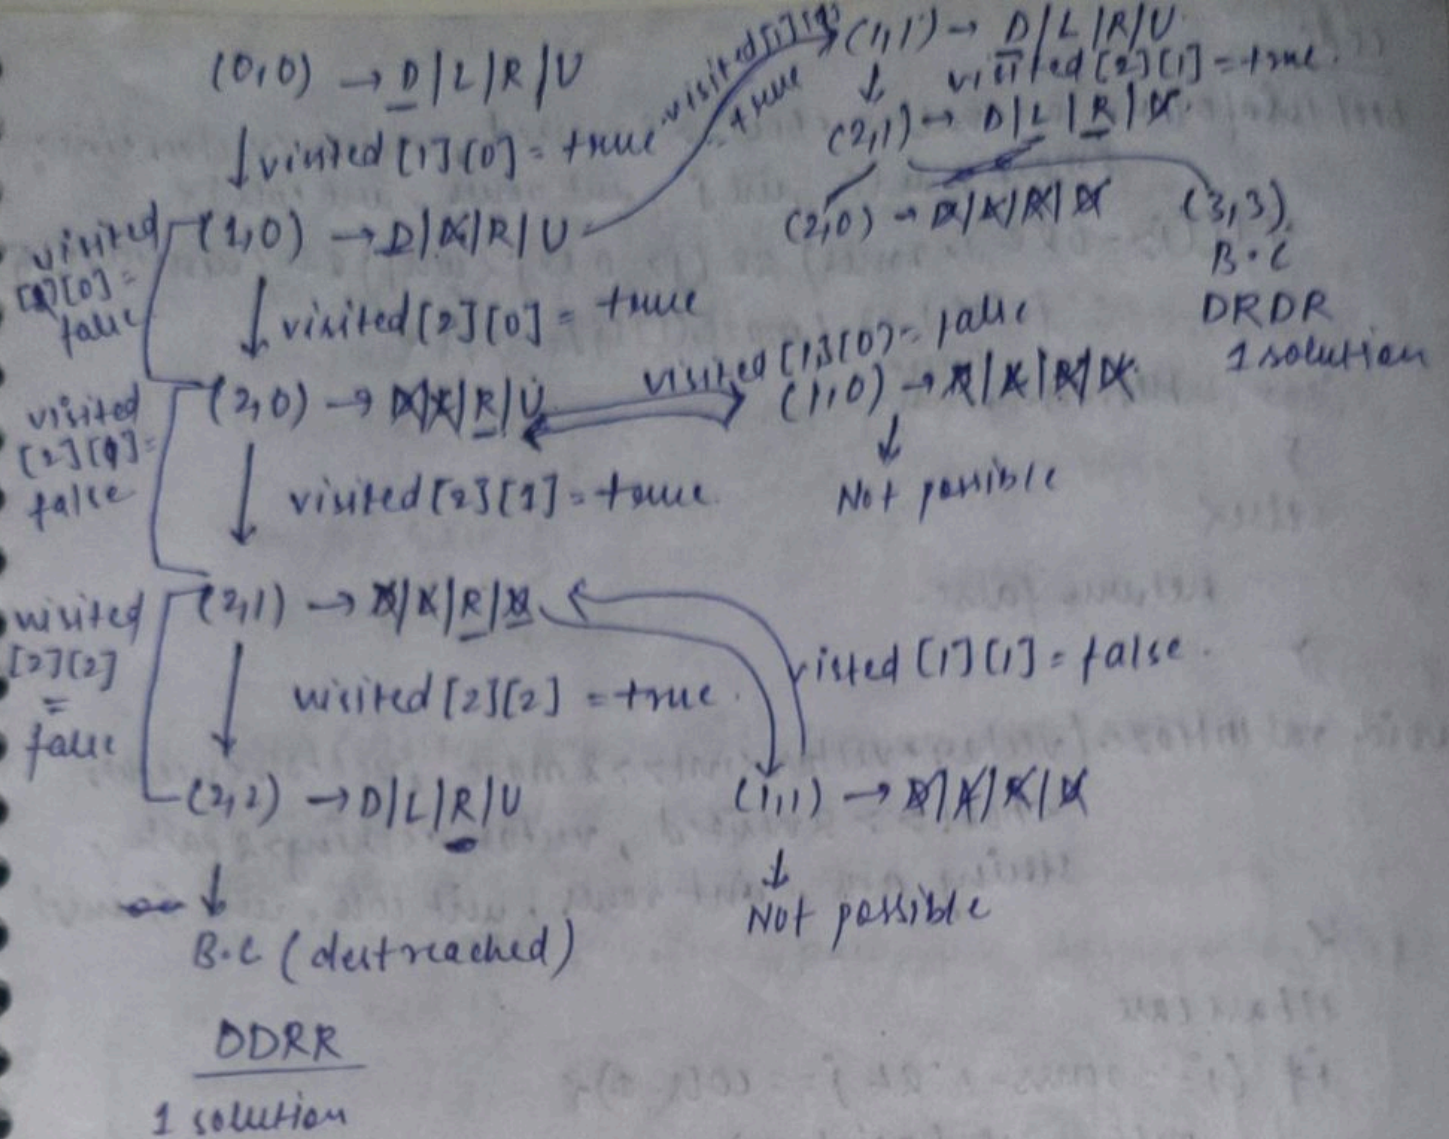 (0,0) → D/L/R/U
visited[1][0] = true
(1,0) → D/L/R/U
visited[1][1] = true
(1,1) → D/L/R/U
visited[2][1] = true.
(2,1) → D/L/R/U
(2,0) → D/L/R/U
(3,3)
B.C
DRDR
1 solution
visited
[1][0] =
false
visited[2][0] = true
(2,0) → D/L/R/U
visited[1][0] = false
(1,0) → D/L/R/U
Not possible
visited
[2][1] =
false
visited[2][1] = true
(2,1) → D/L/R/U
visited[1][1] = false.
visited
[2][2]
=
false
visited[2][2] = true.
(2,2) → D/L/R/U
(1,1) → D/L/R/U
Not possible
B.C (dest reached)
DDRR
1 solution